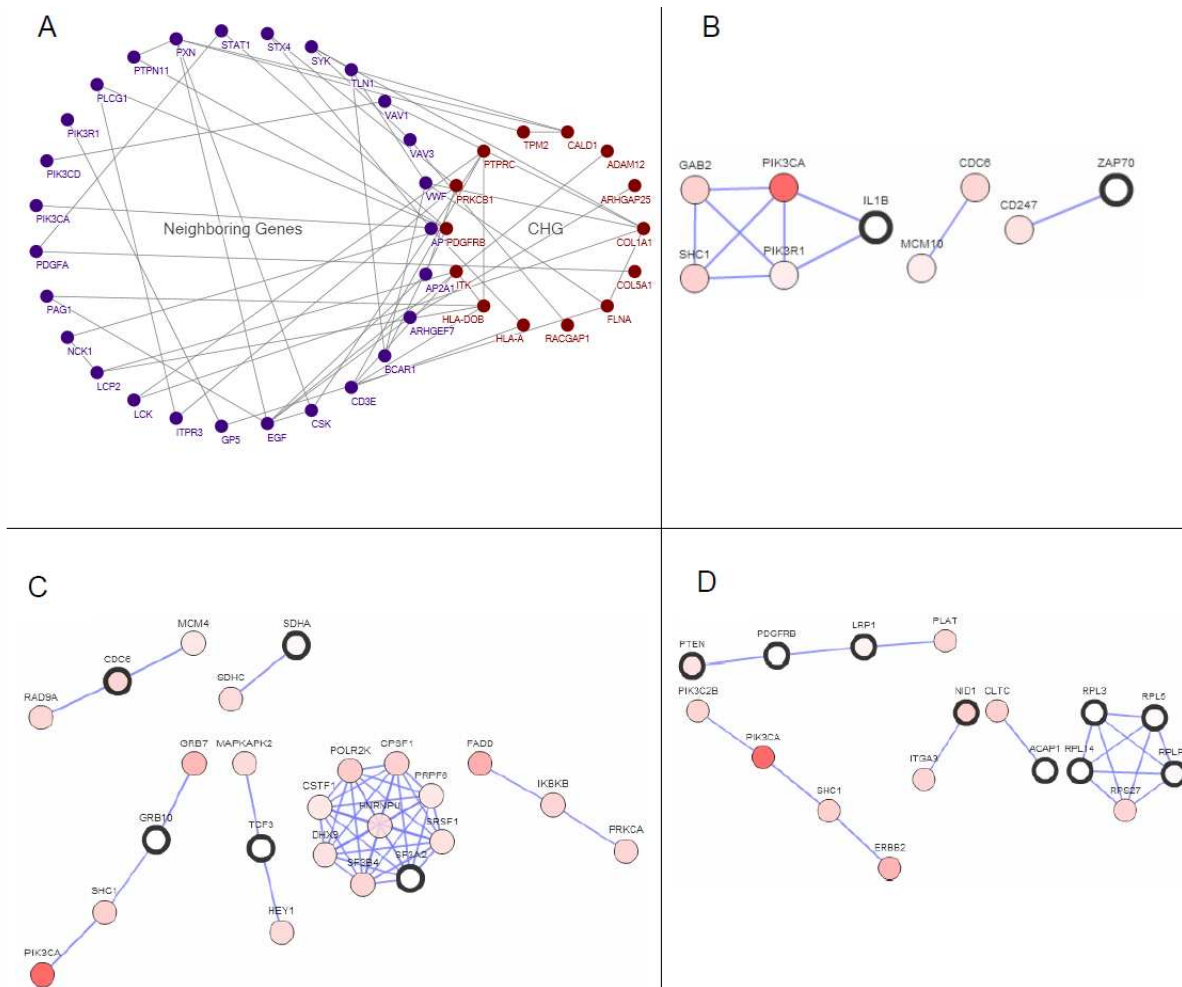 A
STAT1
STX4
PXN
SYK
PTPN11
TLN1
PLCG1
VAV1
PIK3R1
VAV3
TPM2
CALD1
PTPRC
ADAM12
PIK3CD
VWF
PRKCB1
ARHGAP25
PIK3CA
Neighboring Genes
AP
PDGFRB
CHG
COL1A1
PDGFA
AP2A1
ITK
COL5A1
PAG1
HLA-DOB
FLNA
NCK1
ARHGEF7
HLA-A
RACGAP1
LCP2
BCAR1
LCK
CD3E
ITPR3
GP5
EGF
CSK
B
GAB2
PIK3CA
CDC6
ZAP70
IL1B
CD247
SHC1
PIK3R1
MCM10
C
MCM4
SDHA
CDC6
SDHC
RAD9A
GRB7
MAPKAPK2
POLR2K
CPSF1
FADD
CSTF1
PRPF6
IKBKB
HNRNPU
GRB10
TCF3
SRSF1
DHX9
PRKCA
SF3B4
SF3A2
SHC1
HEY1
PIK3CA
D
PTEN
PDGFRB
LRP1
PLAT
PIK3C2B
NID1
CLTC
RPL3
RPL5
PIK3CA
ITGA3
ACAP1
RPL14
RPLP
SHC1
RPS27
ERBB2